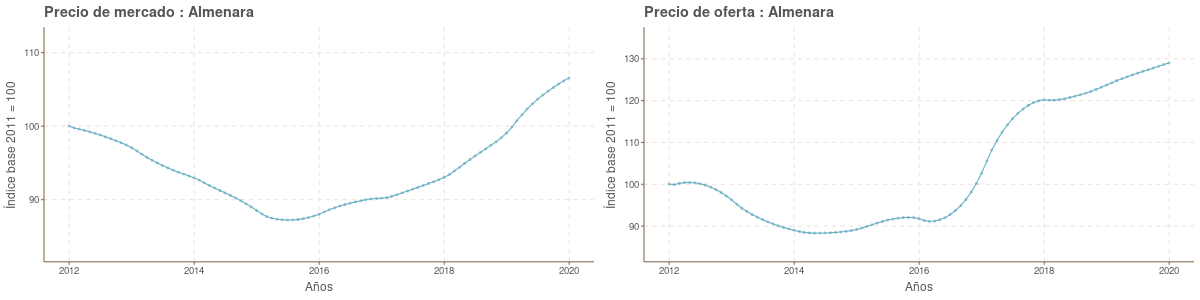 Precio de mercado : Almenara
110
100
90
Índice base 2011 = 100
2012 2014 2016 2018 2020
Años
Precio de oferta : Almenara
130
120
110
100
90
Índice base 2011 = 100
2012 2014 2016 2018 2020
Años